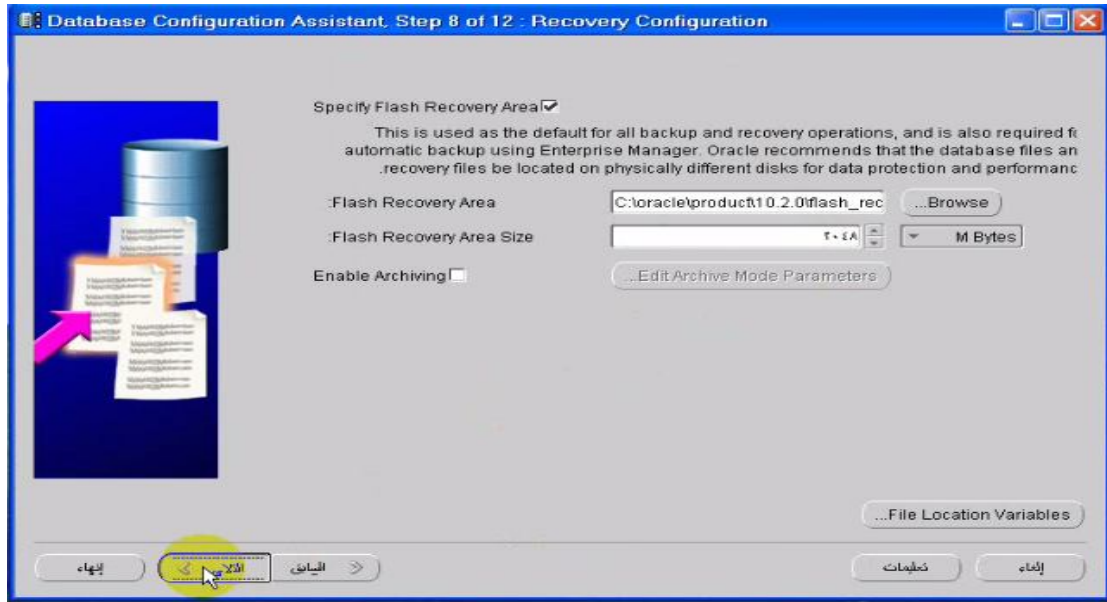 Database Configuration Assistant, Step 8 of 12 : Recovery Configuration
Specify Flash Recovery Area
This is used as the default for all backup and recovery operations, and is also required f
automatic backup using Enterprise Manager. Oracle recommends that the database files an
.recovery files be located on physically different disks for data protection and performanc
:Flash Recovery Area C:\oracle\product\10.2.0\flash_rec ...Browse
:Flash Recovery Area Size ٢٠٤٨ M Bytes
Enable Archiving ...Edit Archive Mode Parameters
...File Location Variables
إلغاء تعليمات السابق إنهاء